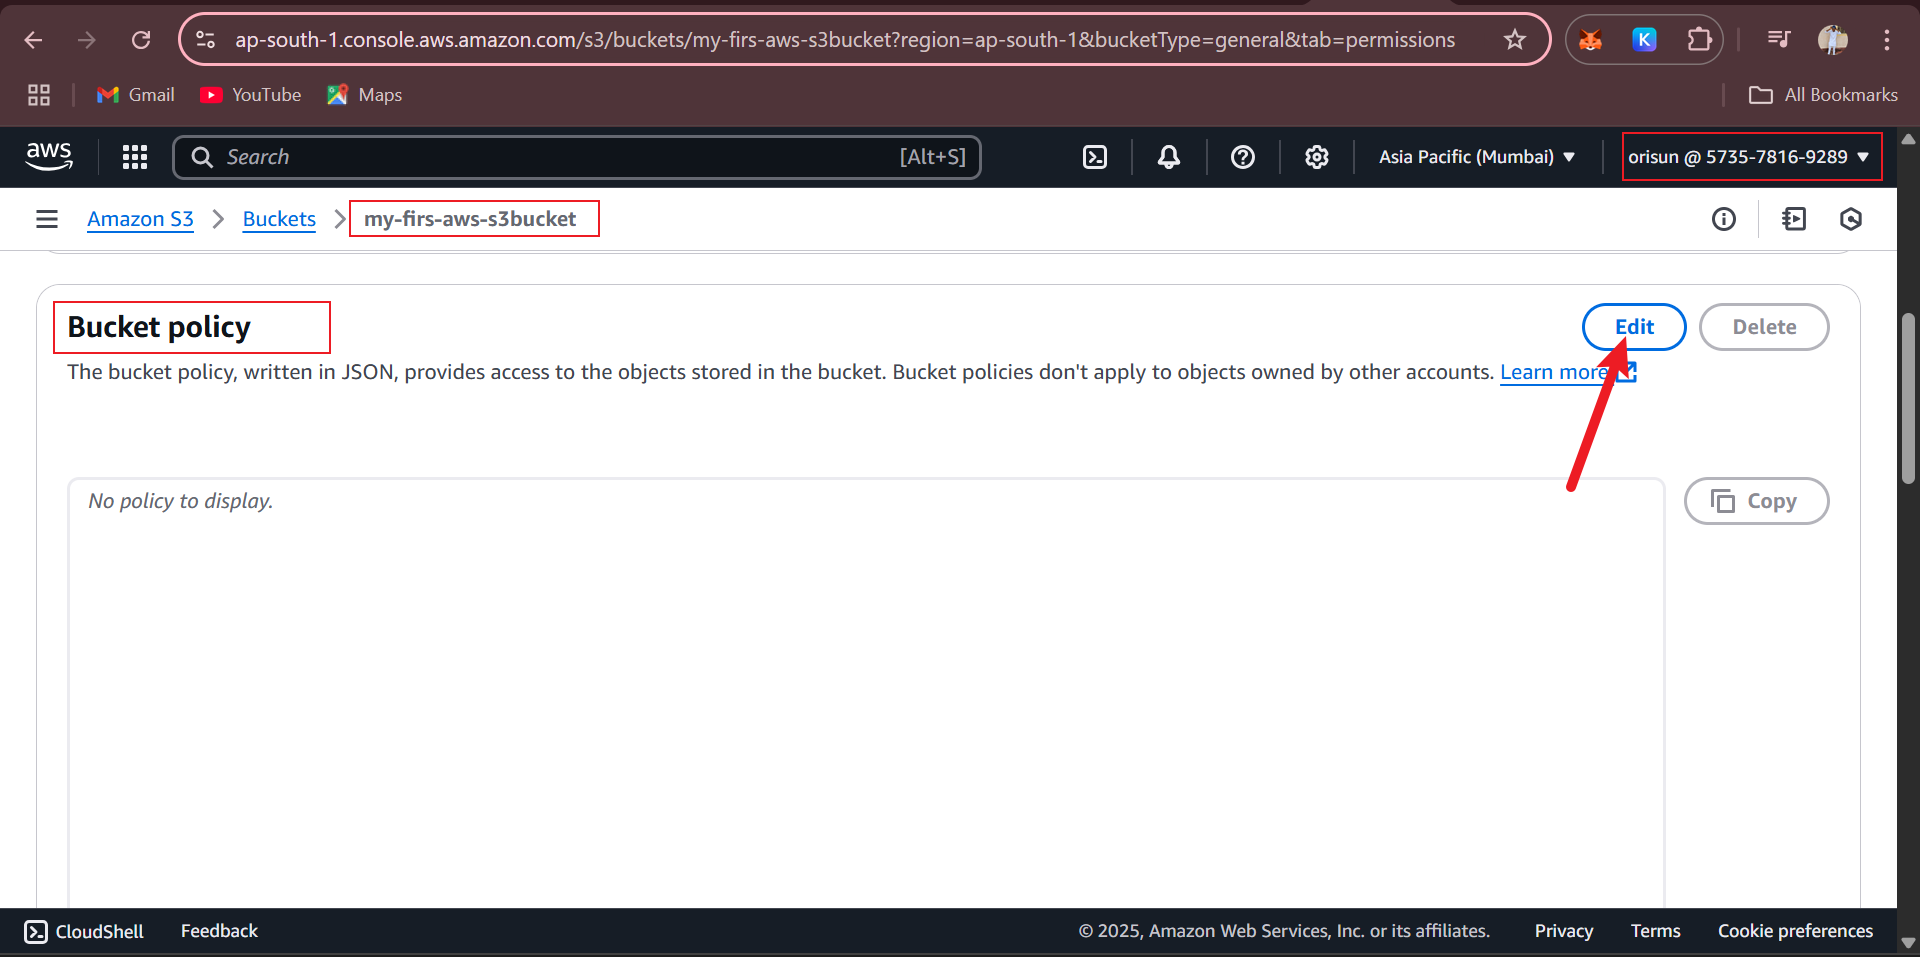 ap-south-1.console.aws.amazon.com/s3/buckets/my-firs-aws-s3bucket?region=ap-south-1&bucketType=general&tab=permissions
K
Gmail
YouTube
Maps
All Bookmarks
aws
Search
[Alt+S]
Asia Pacific (Mumbai)
orisun @ 5735-7816-9289
Amazon S3
Buckets
my-firs-aws-s3bucket
Bucket policy
Edit
Delete
The bucket policy, written in JSON, provides access to the objects stored in the bucket. Bucket policies don't apply to objects owned by other accounts. Learn more
No policy to display.
Copy
CloudShell
Feedback
© 2025, Amazon Web Services, Inc. or its affiliates.
Privacy
Terms
Cookie preferences